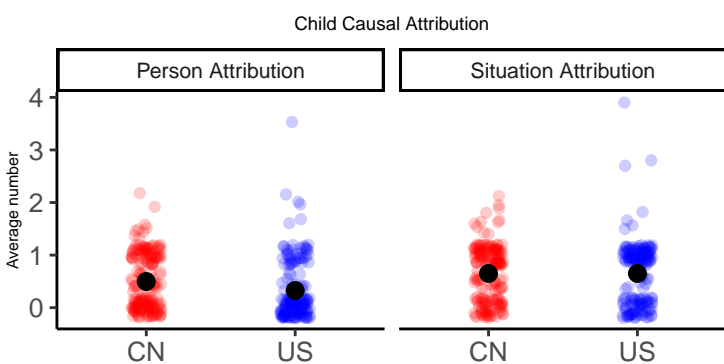 Child Causal Attribution
Person Attribution
Situation Attribution
Average number
4
3
2
1
0
CN
US
CN
US